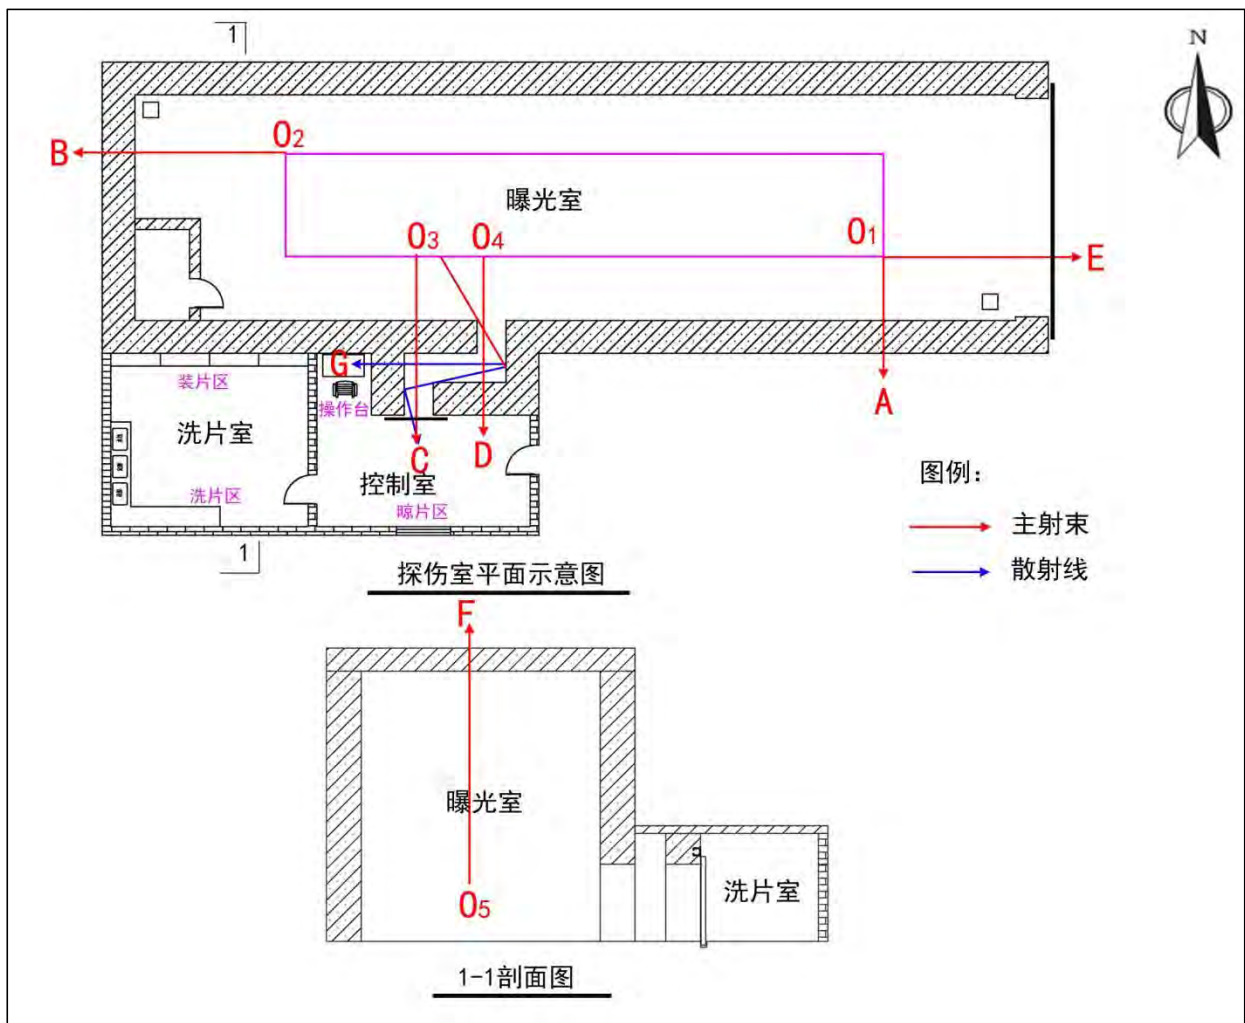 1
N
O2
B
曝光室
O3
O4
O1
E
G
装片区
操作台
A
洗片室
C
D
控制室
图例：
洗片区
晾片区
主射束
1
探伤室平面示意图
散射线
F
曝光室
洗片室
O5
1-1剖面图